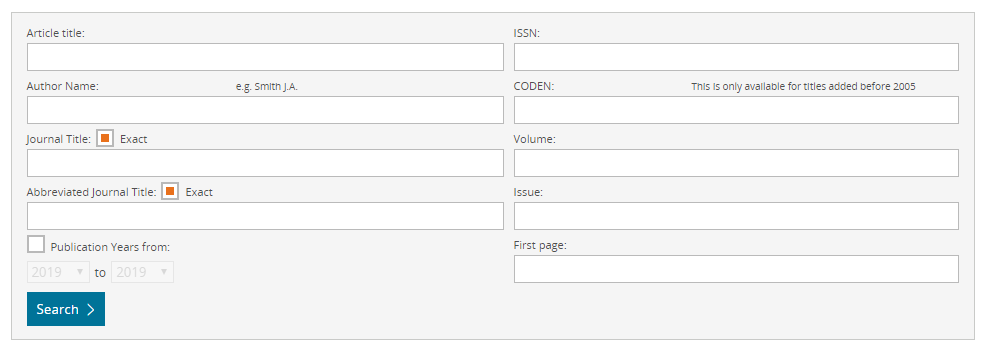 Article title:
ISSN:
Author Name: e.g. Smith J.A.
CODEN: This is only available for titles added before 2005
Journal Title: Exact
Volume:
Abbreviated Journal Title: Exact
Issue:
Publication Years from:
First page:
2019 to 2019
Search